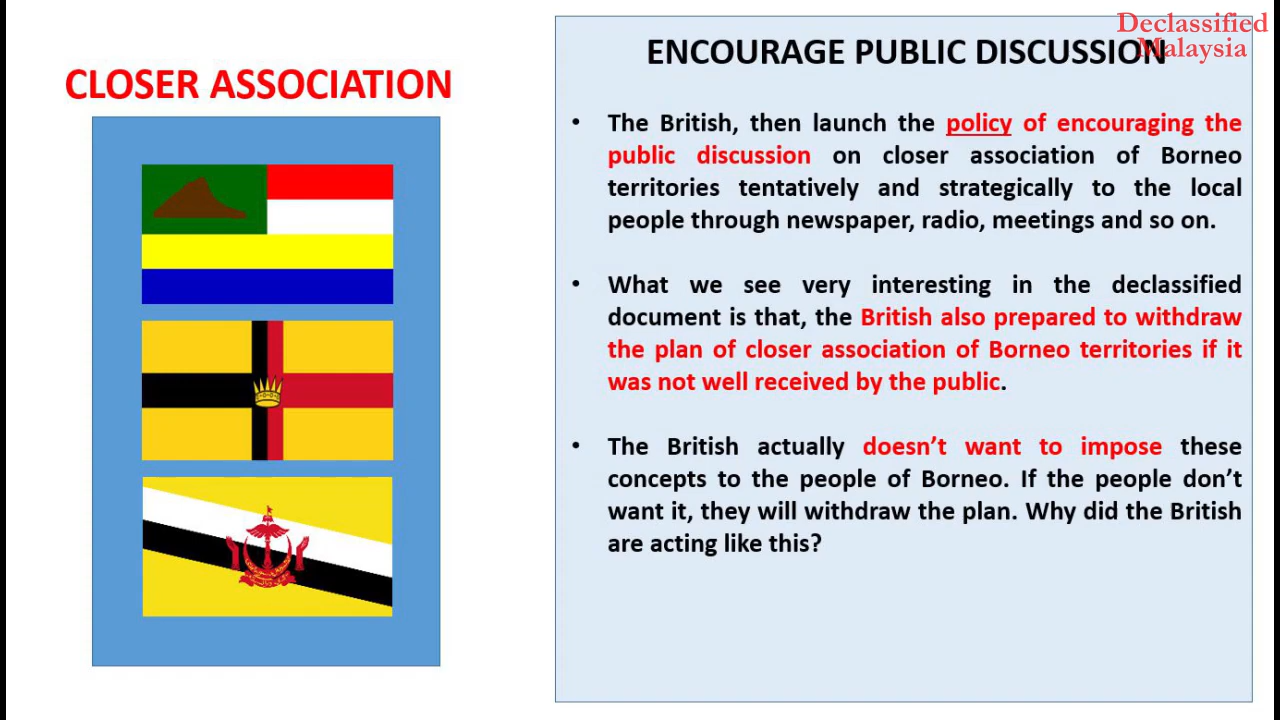 Declassified
Malaysia
CLOSER ASSOCIATION
ENCOURAGE PUBLIC DISCUSSION
• The British, then launch the policy of encouraging the
public discussion on closer association of Borneo
territories tentatively and strategically to the local
people through newspaper, radio, meetings and so on.
• What we see very interesting in the declassified
document is that, the British also prepared to withdraw
the plan of closer association of Borneo territories if it
was not well received by the public.
• The British actually doesn’t want to impose these
concepts to the people of Borneo. If the people don’t
want it, they will withdraw the plan. Why did the British
are acting like this?